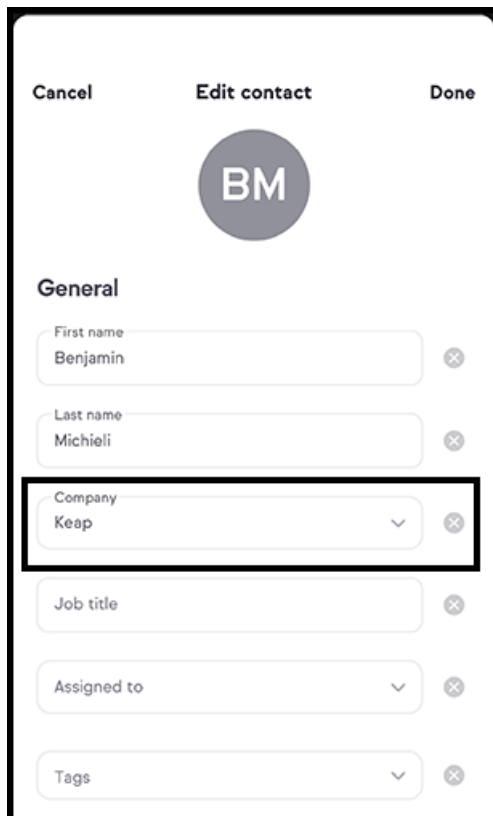 Cancel Edit contact Done
BM
General
First name
Benjamin
Last name
Michieli
Company
Keap
Job title
Assigned to
Tags